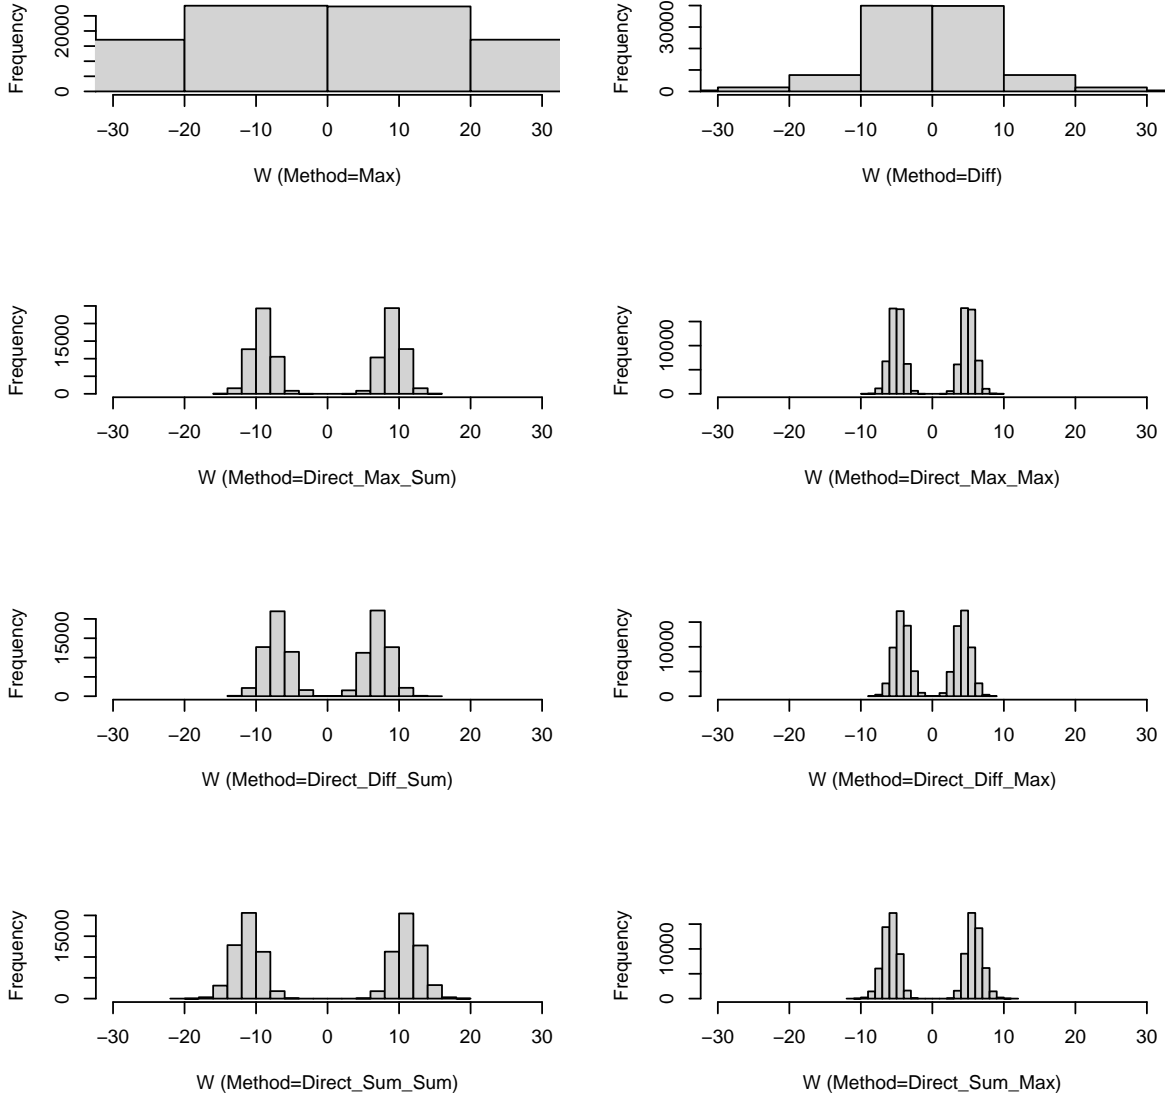 Frequency
0
20000
−30 −20 −10 0 10 20 30
W (Method=Max)
Frequency
0
30000
−30 −20 −10 0 10 20 30
W (Method=Diff)
Frequency
0
15000
−30 −20 −10 0 10 20 30
W (Method=Direct_Max_Sum)
Frequency
0
10000
−30 −20 −10 0 10 20 30
W (Method=Direct_Max_Max)
Frequency
0
15000
−30 −20 −10 0 10 20 30
W (Method=Direct_Diff_Sum)
Frequency
0
10000
−30 −20 −10 0 10 20 30
W (Method=Direct_Diff_Max)
Frequency
0
15000
−30 −20 −10 0 10 20 30
W (Method=Direct_Sum_Sum)
Frequency
0
10000
−30 −20 −10 0 10 20 30
W (Method=Direct_Sum_Max)